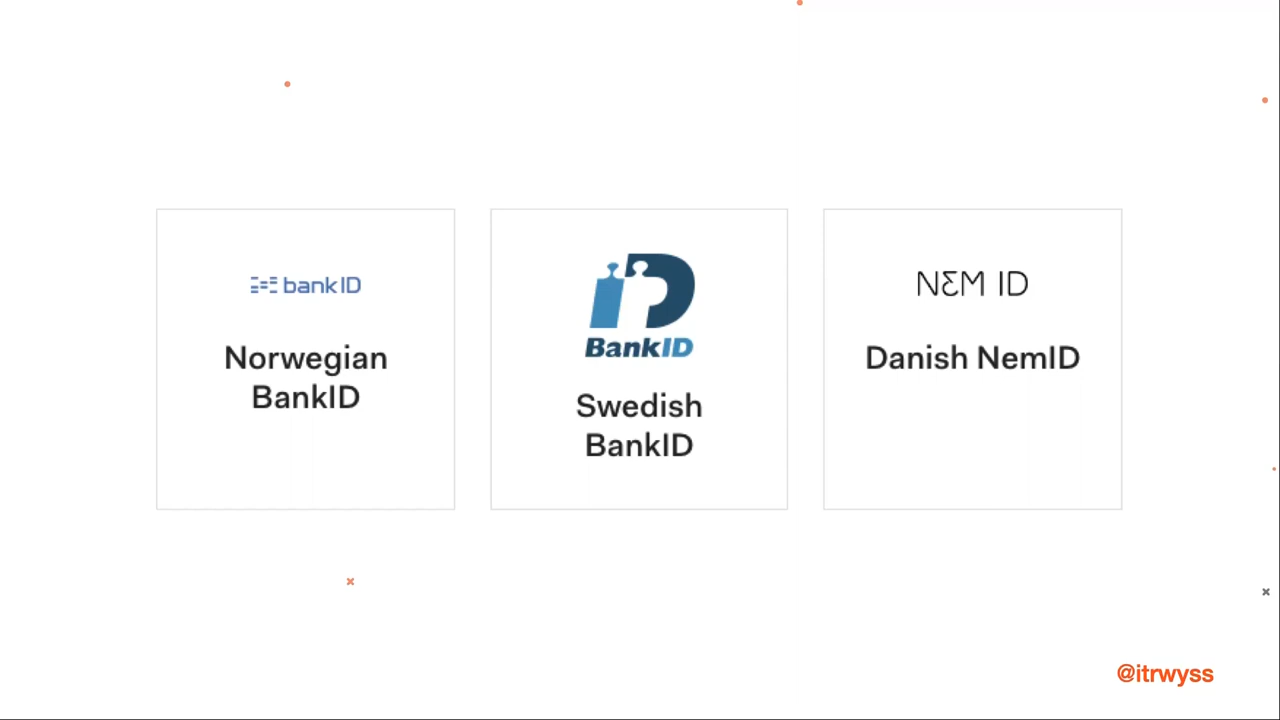 bankID
Norwegian
BankID
BankID
Swedish
BankID
NEM ID
Danish NemID
@itrwyss